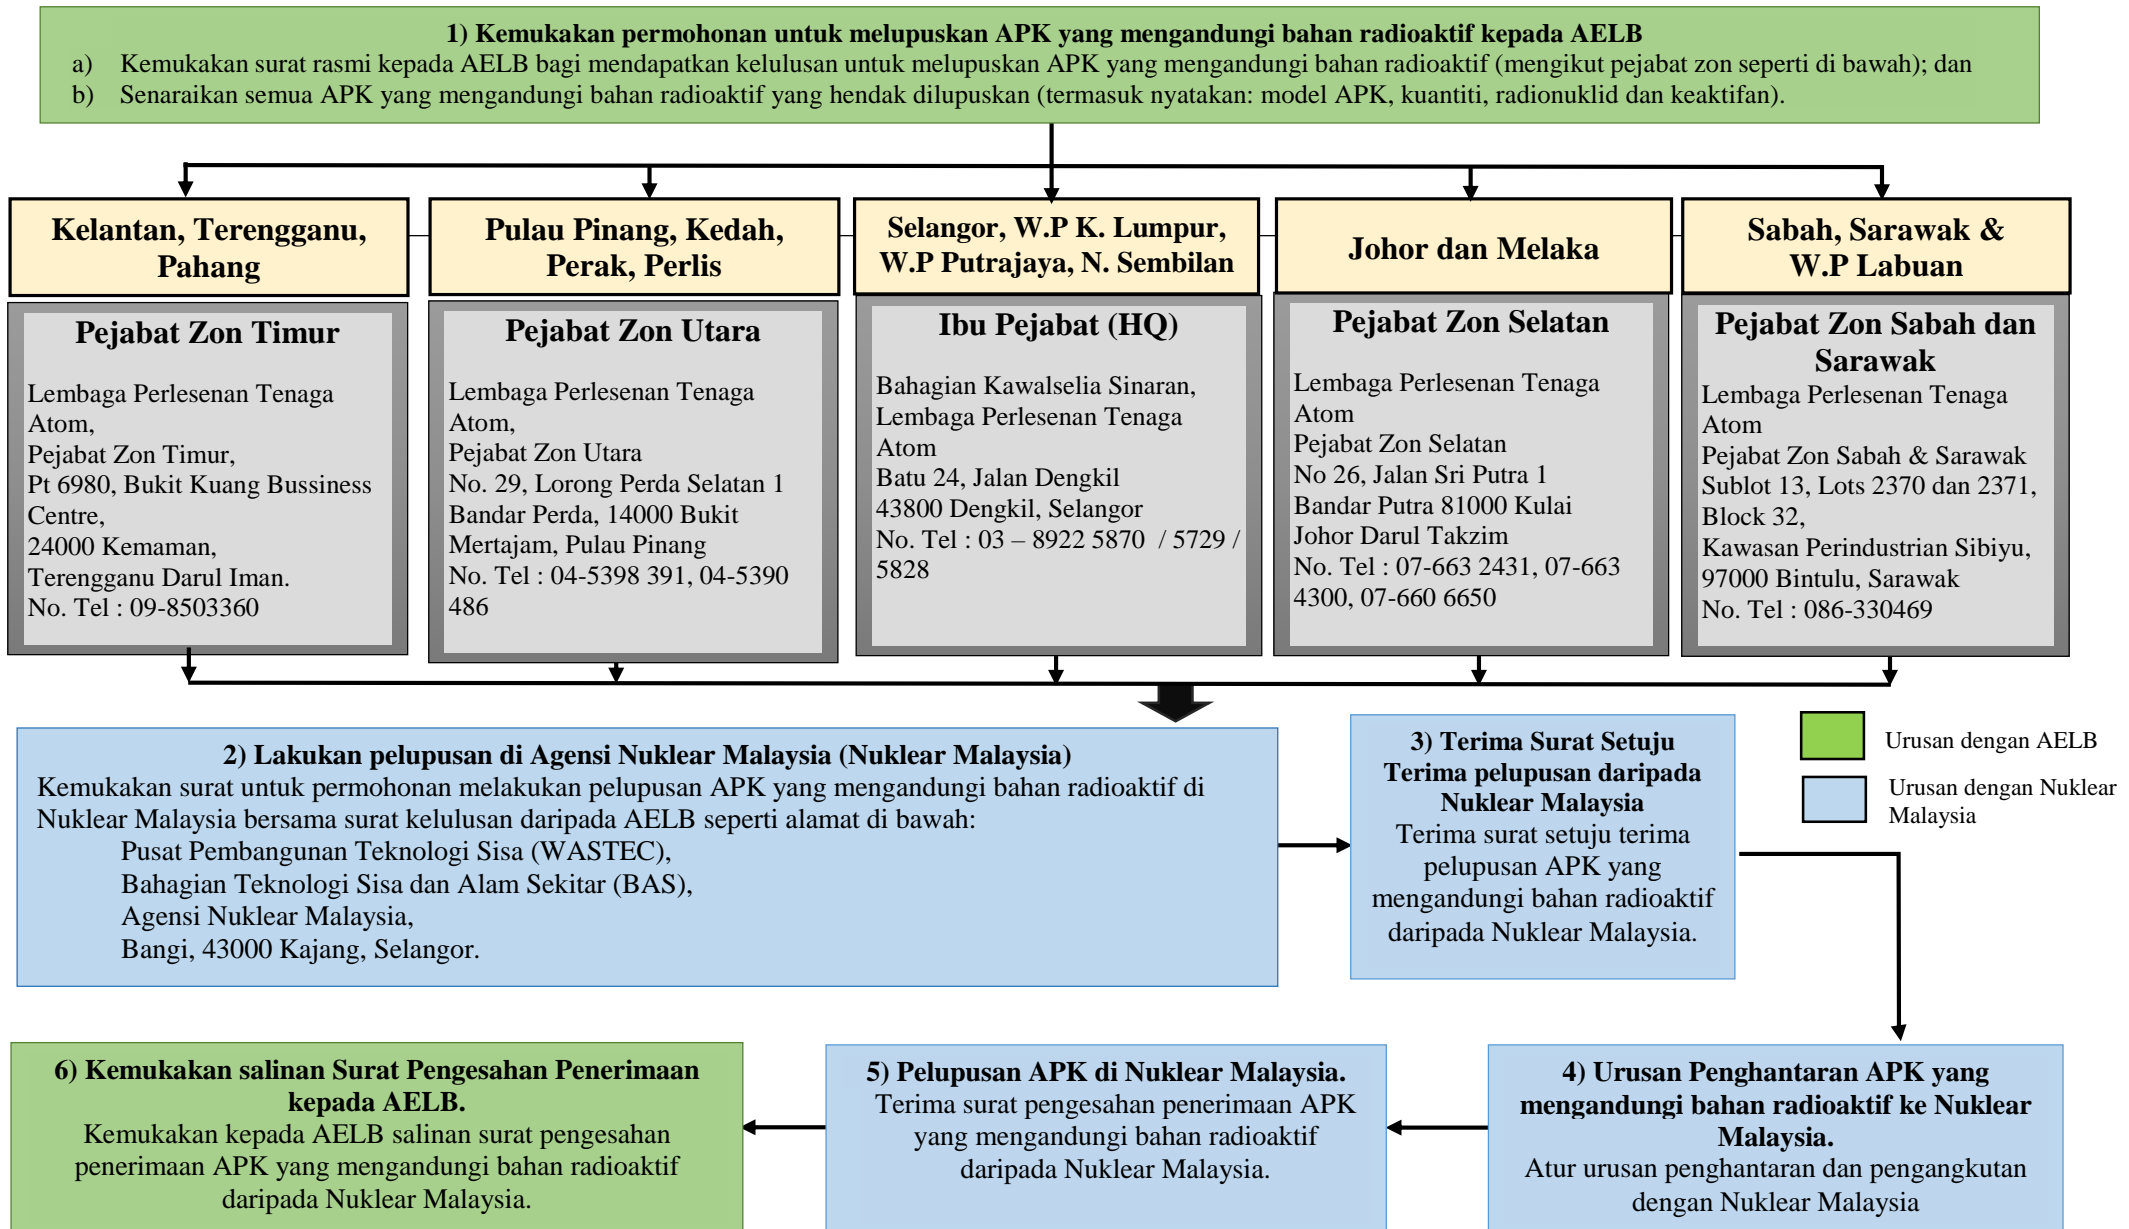 1) Kemukakan permohonan untuk melupuskan APK yang mengandungi bahan radioaktif kepada AELB
a) Kemukakan surat rasmi kepada AELB bagi mendapatkan kelulusan untuk melupuskan APK yang mengandungi bahan radioaktif (mengikut pejabat zon seperti di bawah); dan
b) Senaraikan semua APK yang mengandungi bahan radioaktif yang hendak dilupuskan (termasuk nyatakan: model APK, kuantiti, radionuklid dan keaktifan).
Kelantan, Terengganu,
Pahang
Pejabat Zon Timur
Lembaga Perlesenan Tenaga
Atom,
Pejabat Zon Timur,
Pt 6980, Bukit Kuang Bussiness
Centre,
24000 Kemaman,
Terengganu Darul Iman.
No. Tel : 09-8503360
Pulau Pinang, Kedah,
Perak, Perlis
Pejabat Zon Utara
Lembaga Perlesenan Tenaga
Atom,
Pejabat Zon Utara
No. 29, Lorong Perda Selatan 1
Bandar Perda, 14000 Bukit
Mertajam, Pulau Pinang
No. Tel : 04-5398 391, 04-5390
486
Selangor, W.P K. Lumpur,
W.P Putrajaya, N. Sembilan
Ibu Pejabat (HQ)
Bahagian Kawalselia Sinaran,
Lembaga Perlesenan Tenaga
Atom
Batu 24, Jalan Dengkil
43800 Dengkil, Selangor
No. Tel : 03 – 8922 5870 / 5729 /
5828
Johor dan Melaka
Pejabat Zon Selatan
Lembaga Perlesenan Tenaga
Atom
Pejabat Zon Selatan
No 26, Jalan Sri Putra 1
Bandar Putra 81000 Kulai
Johor Darul Takzim
No. Tel : 07-663 2431, 07-663
4300, 07-660 6650
Sabah, Sarawak &
W.P Labuan
Pejabat Zon Sabah dan
Sarawak
Lembaga Perlesenan Tenaga
Atom
Pejabat Zon Sabah & Sarawak
Sublot 13, Lots 2370 dan 2371,
Block 32,
Kawasan Perindustrian Sibiyu,
97000 Bintulu, Sarawak
No. Tel : 086-330469
2) Lakukan pelupusan di Agensi Nuklear Malaysia (Nuklear Malaysia)
Kemukakan surat untuk permohonan melakukan pelupusan APK yang mengandungi bahan radioaktif di
Nuklear Malaysia bersama surat kelulusan daripada AELB seperti alamat di bawah:
Pusat Pembangunan Teknologi Sisa (WASTEC),
Bahagian Teknologi Sisa dan Alam Sekitar (BAS),
Agensi Nuklear Malaysia,
Bangi, 43000 Kajang, Selangor.
3) Terima Surat Setuju
Terima pelupusan daripada
Nuklear Malaysia
Terima surat setuju terima
pelupusan APK yang
mengandungi bahan radioaktif
daripada Nuklear Malaysia.
Urusan dengan AELB
Urusan dengan Nuklear
Malaysia
4) Urusan Penghantaran APK yang
mengandungi bahan radioaktif ke Nuklear
Malaysia.
Atur urusan penghantaran dan pengangkutan
dengan Nuklear Malaysia
5) Pelupusan APK di Nuklear Malaysia.
Terima surat pengesahan penerimaan APK
yang mengandungi bahan radioaktif
daripada Nuklear Malaysia.
6) Kemukakan salinan Surat Pengesahan Penerimaan
kepada AELB.
Kemukakan kepada AELB salinan surat pengesahan
penerimaan APK yang mengandungi bahan radioaktif
daripada Nuklear Malaysia.